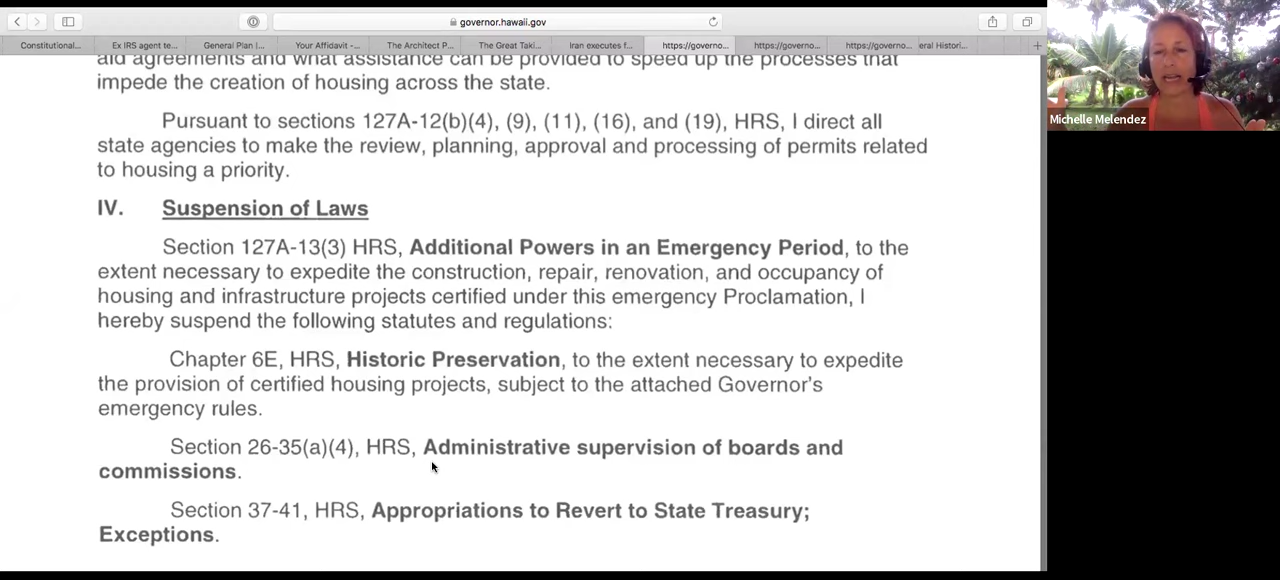 governor.hawaii.gov
Constitutional...
Ex IRS agent te...
General Plan |...
Your Affidavit -...
The Architect P...
The Great Taki...
Iran executes f...
https://governo...
https://governo...
https://governo...
eral Histori...
aid agreements and what assistance can be provided to speed up the processes that
impede the creation of housing across the state.
Pursuant to sections 127A-12(b)(4), (9), (11), (16), and (19), HRS, I direct all
state agencies to make the review, planning, approval and processing of permits related
to housing a priority.
IV. Suspension of Laws
Section 127A-13(3) HRS, Additional Powers in an Emergency Period, to the
extent necessary to expedite the construction, repair, renovation, and occupancy of
housing and infrastructure projects certified under this emergency Proclamation, I
hereby suspend the following statutes and regulations:
Chapter 6E, HRS, Historic Preservation, to the extent necessary to expedite
the provision of certified housing projects, subject to the attached Governor's
emergency rules.
Section 26-35(a)(4), HRS, Administrative supervision of boards and
commissions.
Section 37-41, HRS, Appropriations to Revert to State Treasury;
Exceptions.
Michelle Melendez